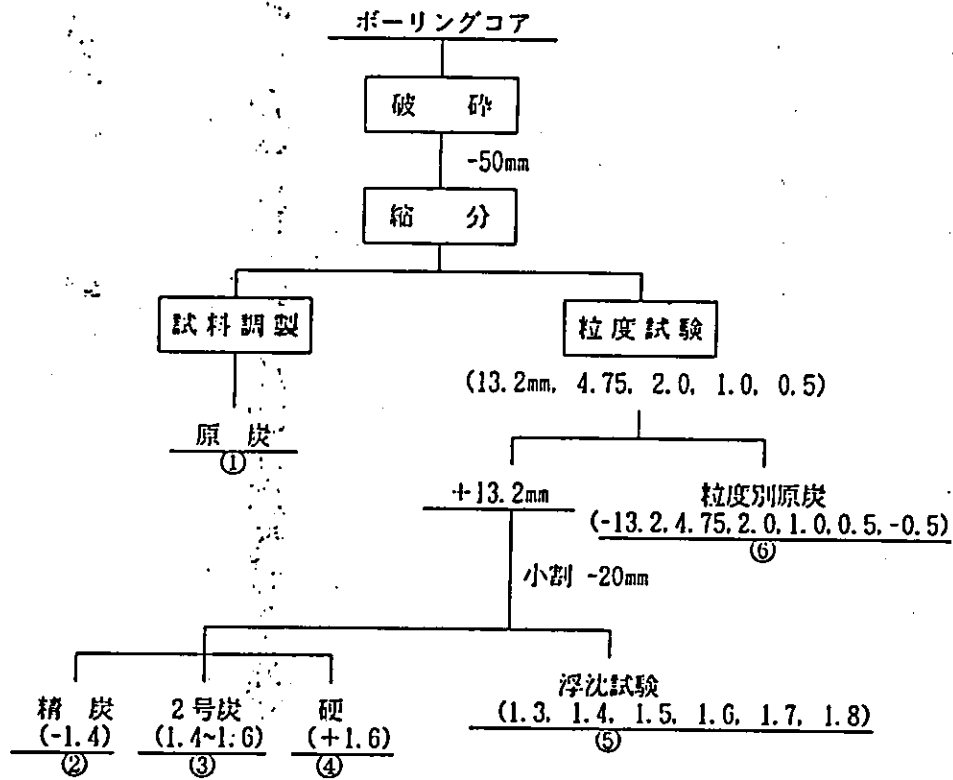 ボーリングコア
破 砕
-50mm
縮 分
試料調製
粒度試験
(13.2mm, 4.75, 2.0, 1.0, 0.5)
原 炭
①
+13.2mm
粒度別原炭
(-13.2,4.75,2.0,1.0,0.5,-0.5)
⑥
小割 -20mm
精 炭
(-1.4)
②
2号炭
(1.4~1.6)
③
硬
(+1.6)
④
浮沈試験
(1.3, 1.4, 1.5, 1.6, 1.7, 1.8)
⑤